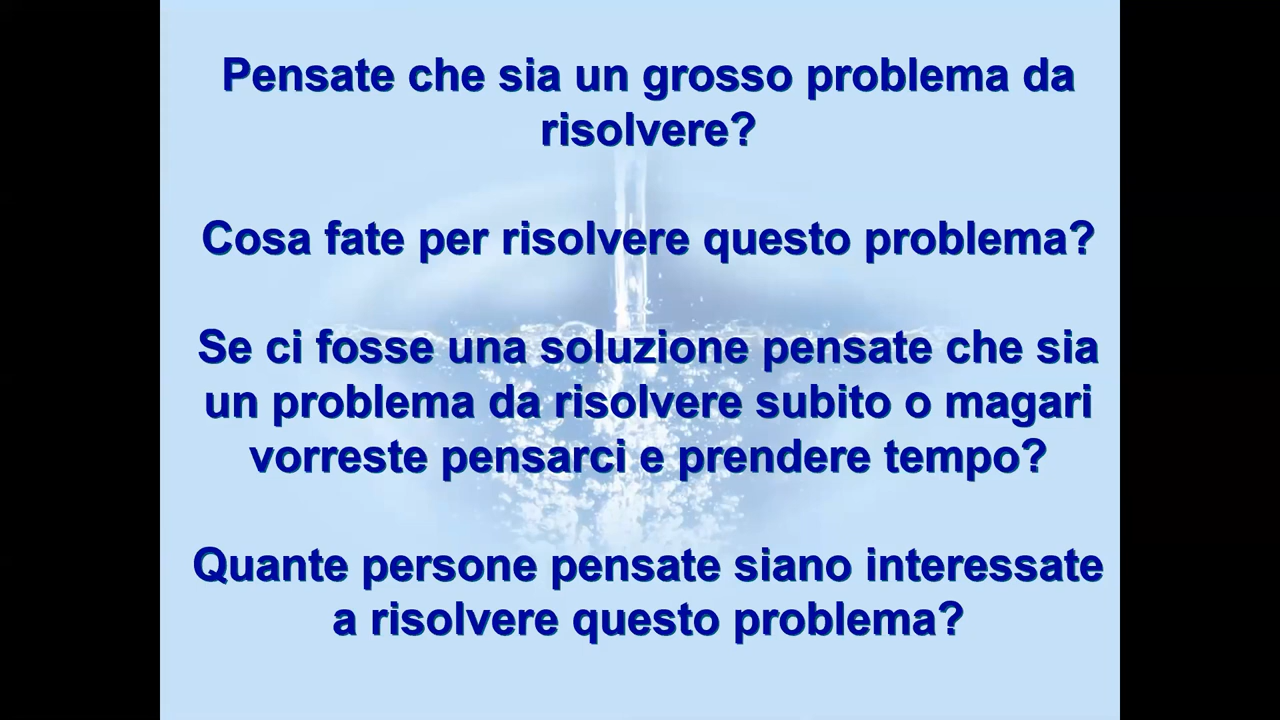 Pensate che sia un grosso problema da
risolvere?
Cosa fate per risolvere questo problema?
Se ci fosse una soluzione pensate che sia
un problema da risolvere subito o magari
vorreste pensarci e prendere tempo?
Quante persone pensate siano interessate
a risolvere questo problema?